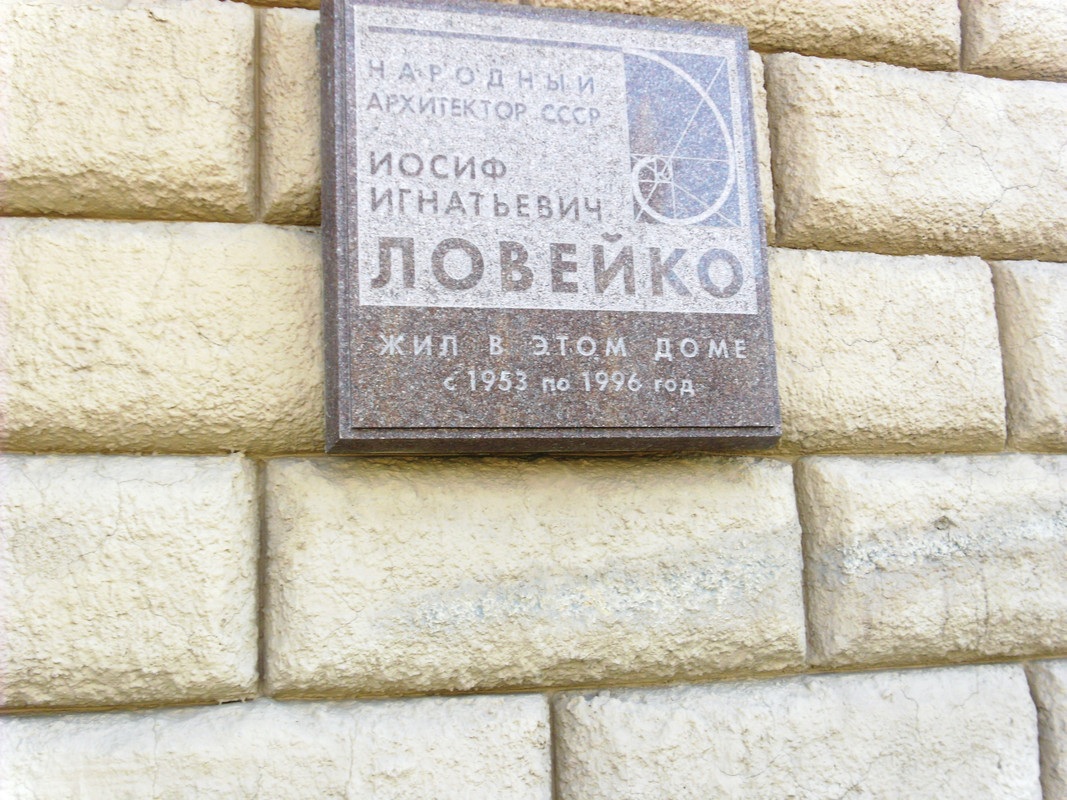 НАРОДНЫЙ
АРХИТЕКТОР СССР
ИОСИФ
ИГНАТЬЕВИЧ
ЛОВЕЙКО
ЖИЛ В ЭТОМ ДОМЕ
с 1953 по 1996 год